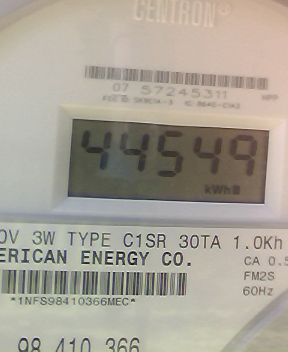 CENTRON®
07 57245311
44549
kWh
0V 3W TYPE C1SR 30TA 1.0Kh
ERICAN ENERGY CO.
CA 0.5
FM2S
*1NFS98410366MEC*
60Hz
98 410 366